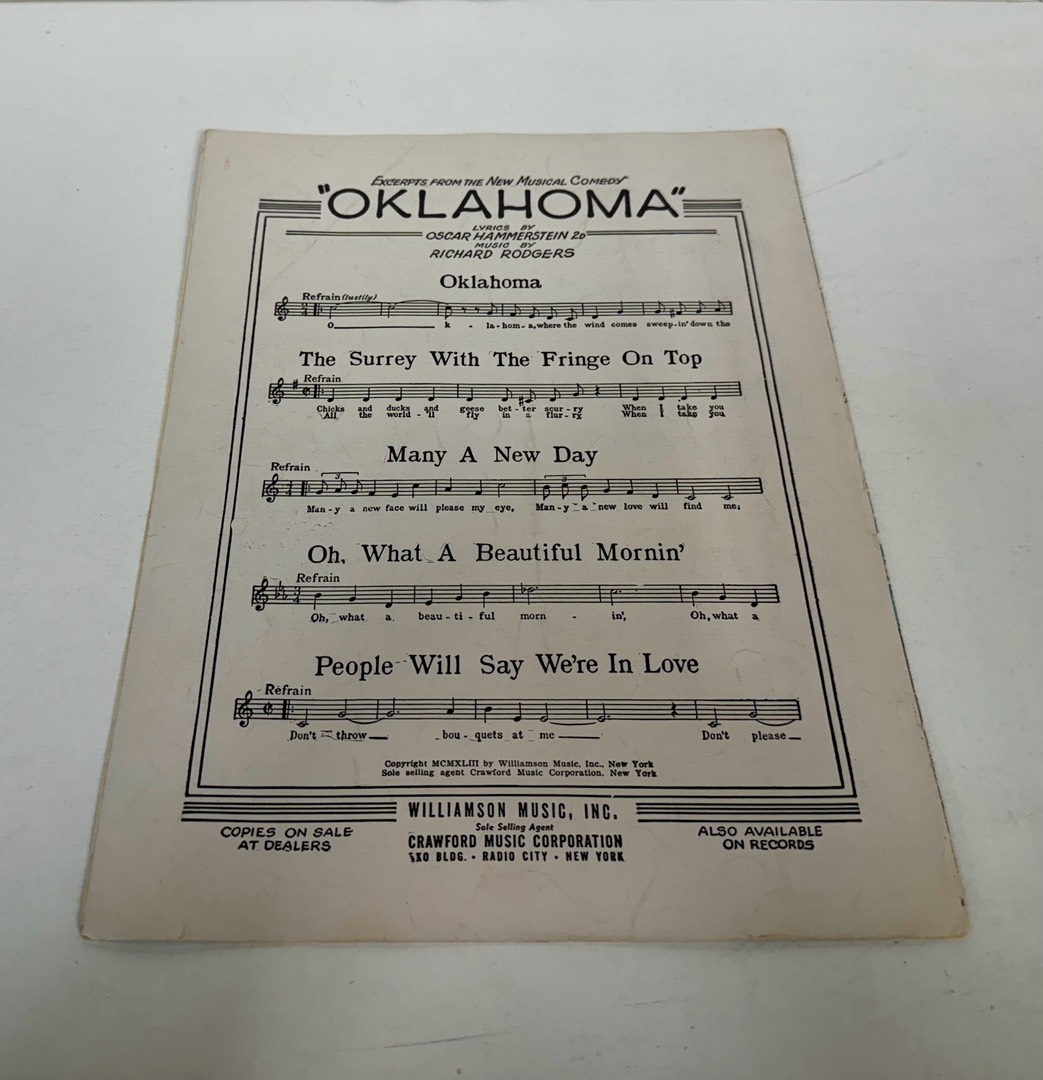 EXCERPTS FROM THE NEW MUSICAL COMEDY
"OKLAHOMA"
LYRICS BY
OSCAR HAMMERSTEIN 2D
MUSIC BY
RICHARD RODGERS
Oklahoma
Refrain (lustily)
O k - la - hom - a, where the wind comes sweep - in' down the
The Surrey With The Fringe On Top
Refrain
Chicks and ducks and geese bet - ter scur - ry When I take you
All the world - 'll fly in a flur - ry When I take you
Many A New Day
Refrain
3 3
Man - y a new face will please my eye, Man - y a new love will find me;
Oh, What A Beautiful Mornin'
Refrain
Oh, what a beau - ti - ful morn - in', Oh, what a
People Will Say We're In Love
Refrain
Don't throw bou - quets at me Don't please
Copyright MCMXLIII by Williamson Music, Inc., New York
Sole selling agent Crawford Music Corporation, New York
WILLIAMSON MUSIC, INC.
Sole Selling Agent
CRAWFORD MUSIC CORPORATION
RKO BLDG. • RADIO CITY • NEW YORK
COPIES ON SALE
AT DEALERS
ALSO AVAILABLE
ON RECORDS